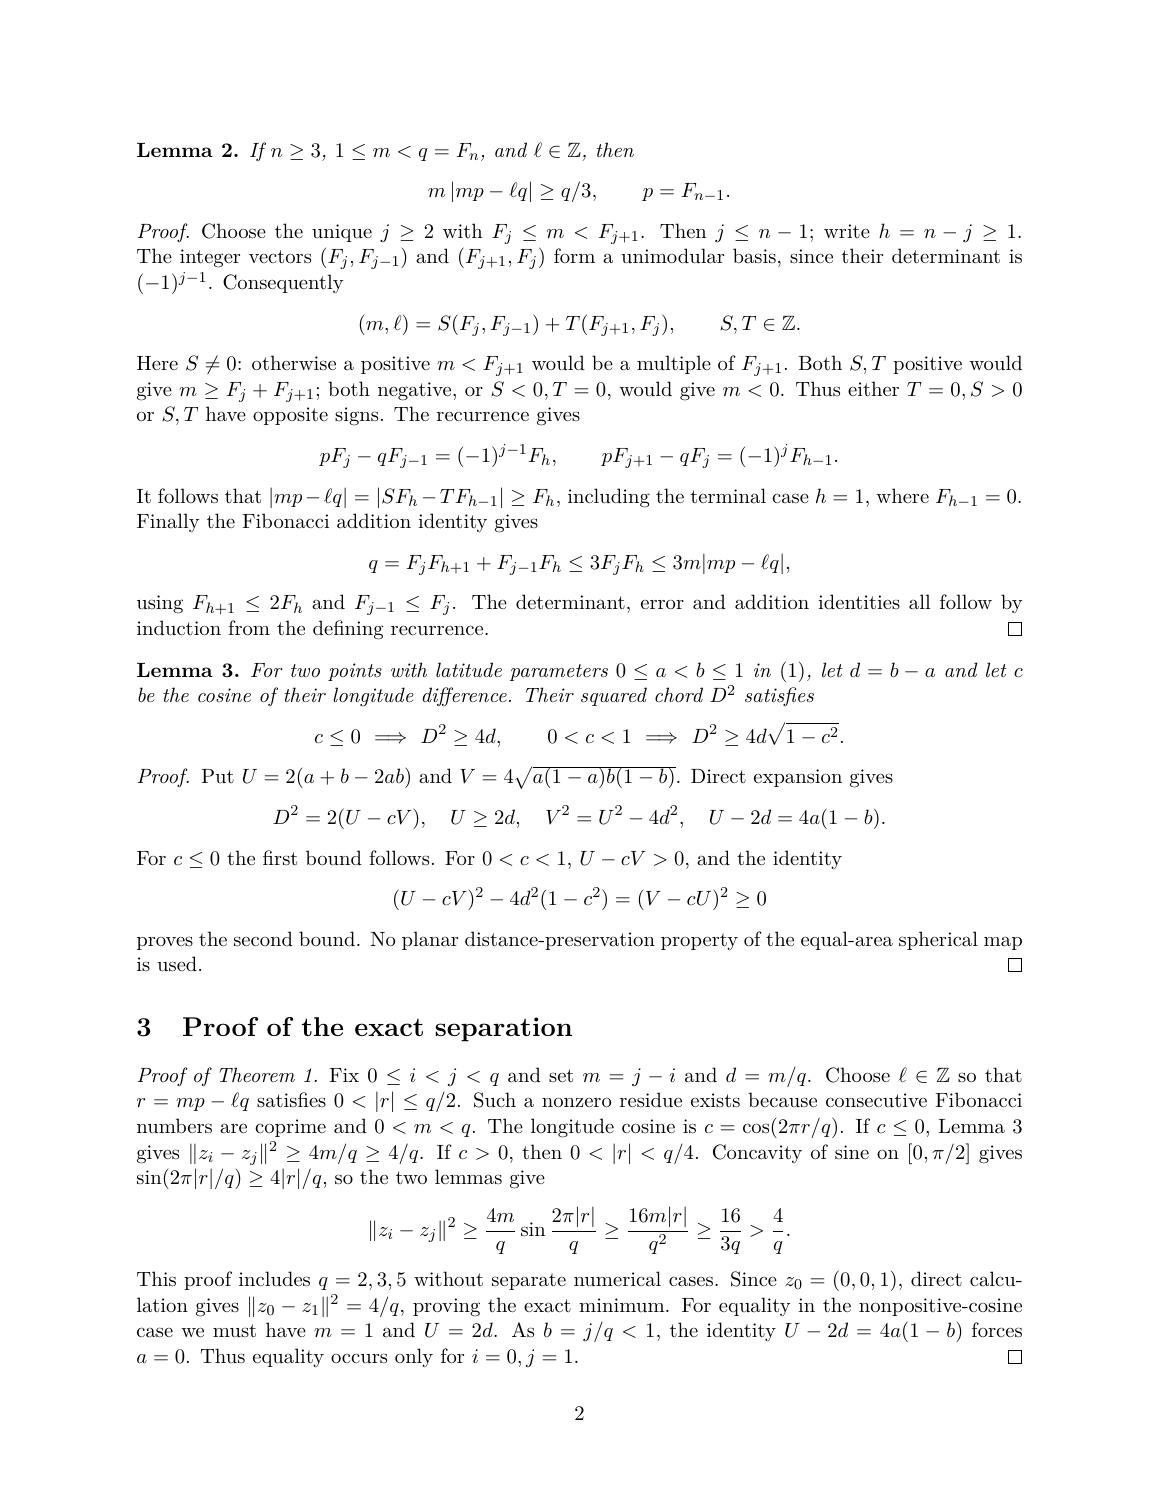 Lemma 2. If n ≥ 3, 1 ≤ m < q = Fₙ, and ℓ ∈ ℤ, then
m |mp − ℓq| ≥ q/3,  p = Fₙ₋₁.
Proof. Choose the unique j ≥ 2 with F_j ≤ m < F_{j+1}. Then j ≤ n − 1; write h = n − j ≥ 1.
The integer vectors (F_j, F_{j−1}) and (F_{j+1}, F_j) form a unimodular basis, since their determinant is
(−1)^{j−1}. Consequently
(m, ℓ) = S(F_j, F_{j−1}) + T(F_{j+1}, F_j),  S, T ∈ ℤ.
Here S ≠ 0: otherwise a positive m < F_{j+1} would be a multiple of F_{j+1}. Both S, T positive would
give m ≥ F_j + F_{j+1}; both negative, or S < 0, T = 0, would give m < 0. Thus either T = 0, S > 0
or S, T have opposite signs. The recurrence gives
pF_j − qF_{j−1} = (−1)^{j−1}F_h,  pF_{j+1} − qF_j = (−1)^j F_{h−1}.
It follows that |mp − ℓq| = |SF_h − TF_{h−1}| ≥ F_h, including the terminal case h = 1, where F_{h−1} = 0.
Finally the Fibonacci addition identity gives
q = F_jF_{h+1} + F_{j−1}F_h ≤ 3F_jF_h ≤ 3m|mp − ℓq|,
using F_{h+1} ≤ 2F_h and F_{j−1} ≤ F_j. The determinant, error and addition identities all follow by
induction from the defining recurrence. □
Lemma 3. For two points with latitude parameters 0 ≤ a < b ≤ 1 in (1), let d = b − a and let c
be the cosine of their longitude difference. Their squared chord D² satisfies
c ≤ 0 ⟹ D² ≥ 4d,  0 < c < 1 ⟹ D² ≥ 4d√(1 − c²).
Proof. Put U = 2(a + b − 2ab) and V = 4√(a(1 − a)b(1 − b)). Direct expansion gives
D² = 2(U − cV),  U ≥ 2d,  V² = U² − 4d²,  U − 2d = 4a(1 − b).
For c ≤ 0 the first bound follows. For 0 < c < 1, U − cV > 0, and the identity
(U − cV)² − 4d²(1 − c²) = (V − cU)² ≥ 0
proves the second bound. No planar distance-preservation property of the equal-area spherical map
is used. □
3 Proof of the exact separation
Proof of Theorem 1. Fix 0 ≤ i < j < q and set m = j − i and d = m/q. Choose ℓ ∈ ℤ so that
r = mp − ℓq satisfies 0 < |r| ≤ q/2. Such a nonzero residue exists because consecutive Fibonacci
numbers are coprime and 0 < m < q. The longitude cosine is c = cos(2πr/q). If c ≤ 0, Lemma 3
gives ‖z_i − z_j‖² ≥ 4m/q ≥ 4/q. If c > 0, then 0 < |r| < q/4. Concavity of sine on [0, π/2] gives
sin(2π|r|/q) ≥ 4|r|/q, so the two lemmas give
‖z_i − z_j‖² ≥ 4m/q sin 2π|r|/q ≥ 16m|r|/q² ≥ 16/3q > 4/q.
This proof includes q = 2, 3, 5 without separate numerical cases. Since z₀ = (0, 0, 1), direct calcu-
lation gives ‖z₀ − z₁‖² = 4/q, proving the exact minimum. For equality in the nonpositive-cosine
case we must have m = 1 and U = 2d. As b = j/q < 1, the identity U − 2d = 4a(1 − b) forces
a = 0. Thus equality occurs only for i = 0, j = 1. □
2